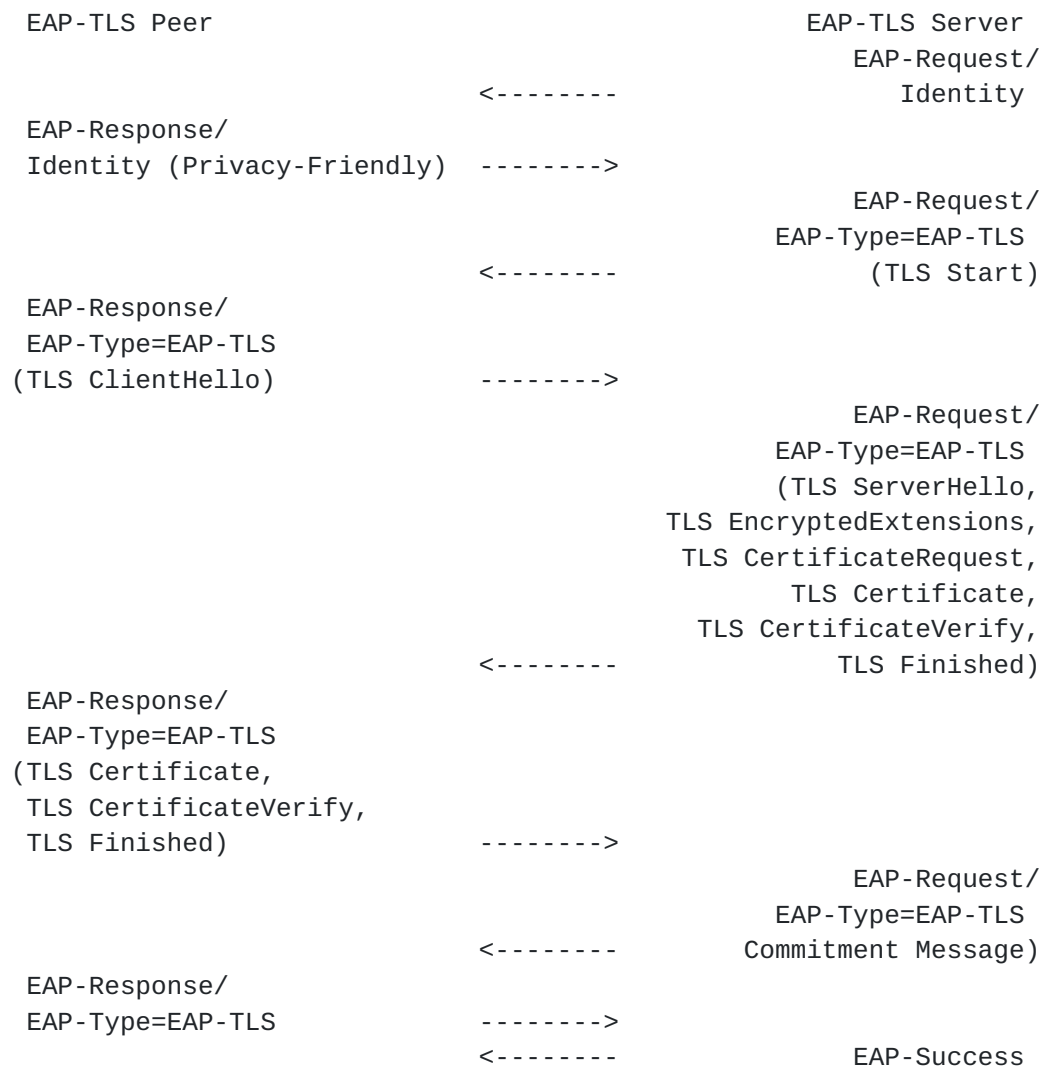 EAP-TLS Peer                                      EAP-TLS Server
                                                     EAP-Request/
                              <--------                  Identity
 EAP-Response/
 Identity (Privacy-Friendly)  -------->
                                                     EAP-Request/
                                                EAP-Type=EAP-TLS
                              <--------                (TLS Start)
 EAP-Response/
 EAP-Type=EAP-TLS
(TLS ClientHello)             -------->
                                                     EAP-Request/
                                                EAP-Type=EAP-TLS
                                                (TLS ServerHello,
                                         TLS EncryptedExtensions,
                                          TLS CertificateRequest,
                                                 TLS Certificate,
                                           TLS CertificateVerify,
                              <--------             TLS Finished)
 EAP-Response/
 EAP-Type=EAP-TLS
(TLS Certificate,
 TLS CertificateVerify,
 TLS Finished)                -------->
                                                     EAP-Request/
                                                EAP-Type=EAP-TLS
                              <--------       Commitment Message)
 EAP-Response/
 EAP-Type=EAP-TLS             -------->
                              <--------              EAP-Success